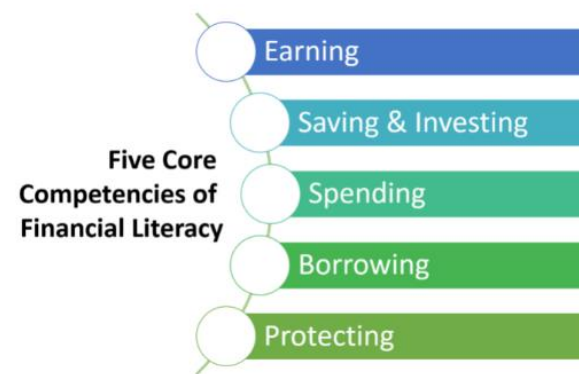 Five Core
Competencies of
Financial Literacy
Earning
Saving & Investing
Spending
Borrowing
Protecting